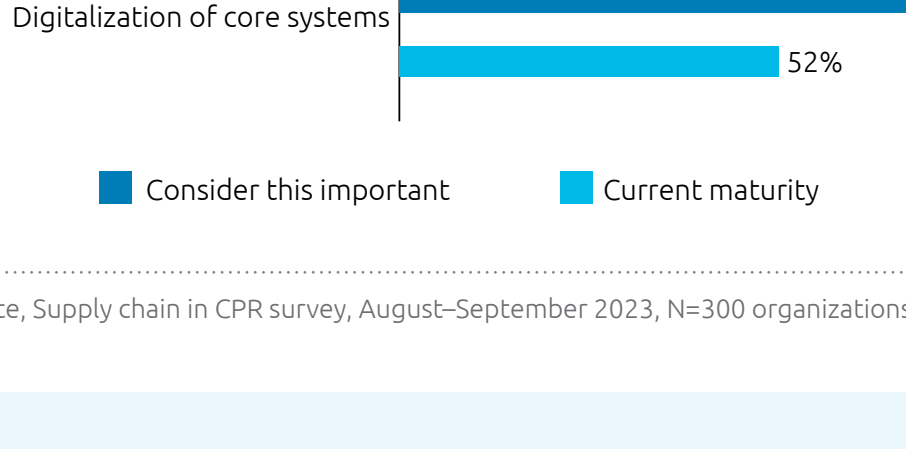 Digitalization of core systems
52%
Consider this important
Current maturity
Supply chain in CPR survey, August–September 2023, N=300 organizations